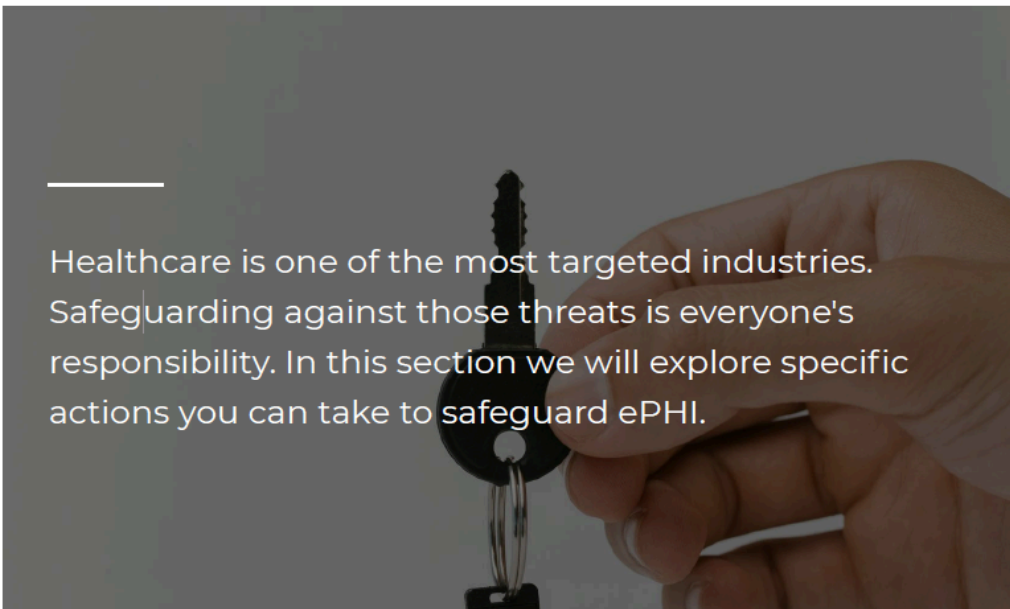 Healthcare is one of the most targeted industries.
Safeguarding against those threats is everyone's
responsibility. In this section we will explore specific
actions you can take to safeguard ePHI.